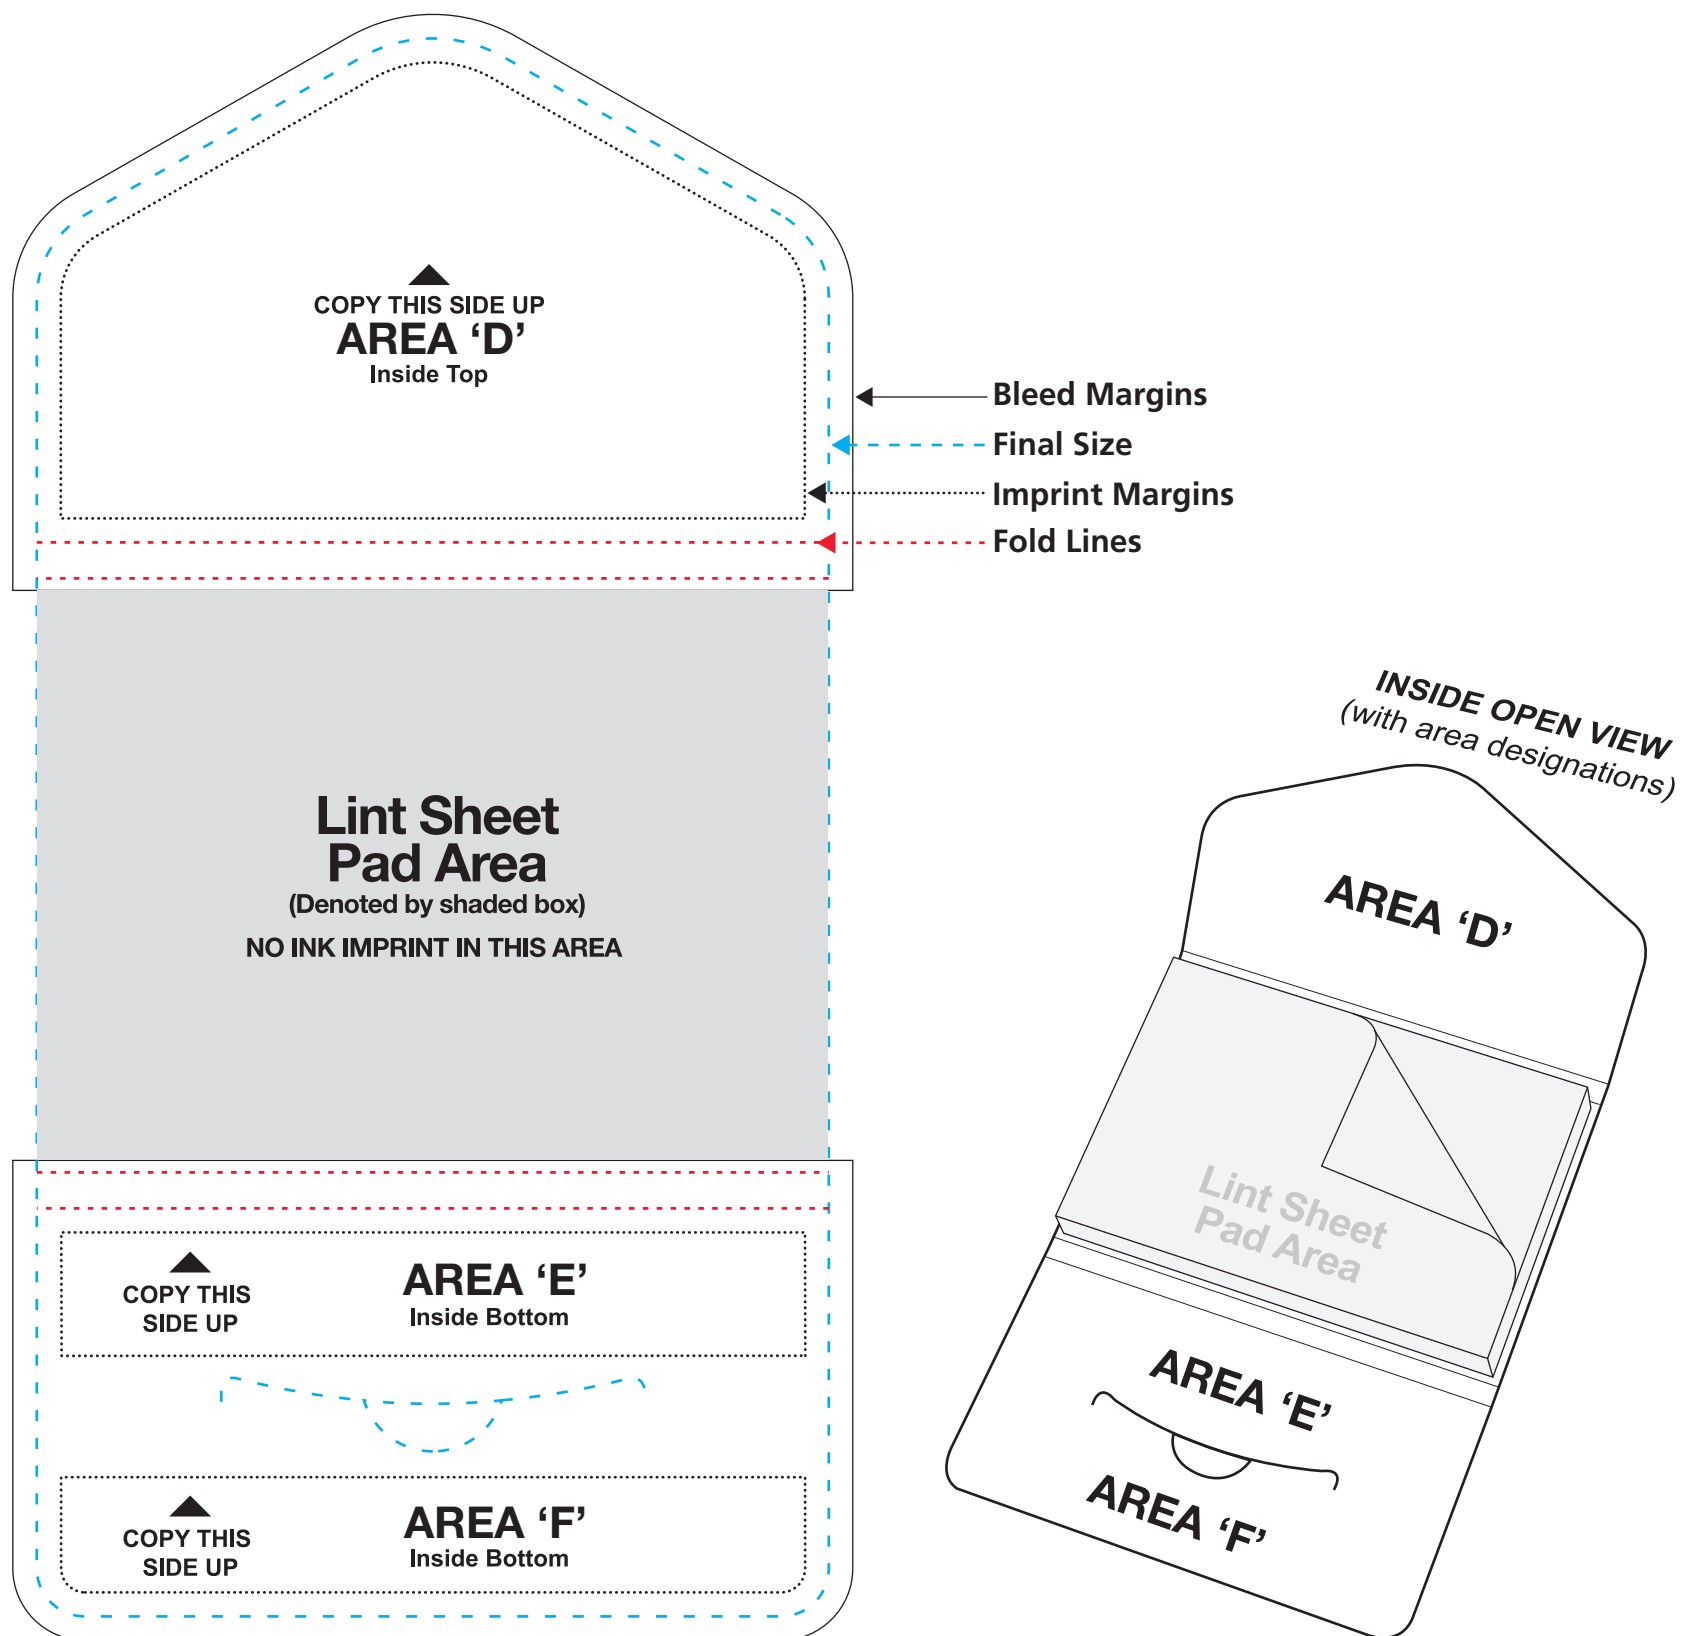 COPY THIS SIDE UP
AREA ‘D’
Inside Top
Bleed Margins
Final Size
Imprint Margins
Fold Lines
Lint Sheet
Pad Area
(Denoted by shaded box)
NO INK IMPRINT IN THIS AREA
COPY THIS
SIDE UP
AREA ‘E’
Inside Bottom
COPY THIS
SIDE UP
AREA ‘F’
Inside Bottom
INSIDE OPEN VIEW
(with area designations)
AREA ‘D’
Lint Sheet
Pad Area
AREA ‘E’
AREA ‘F’